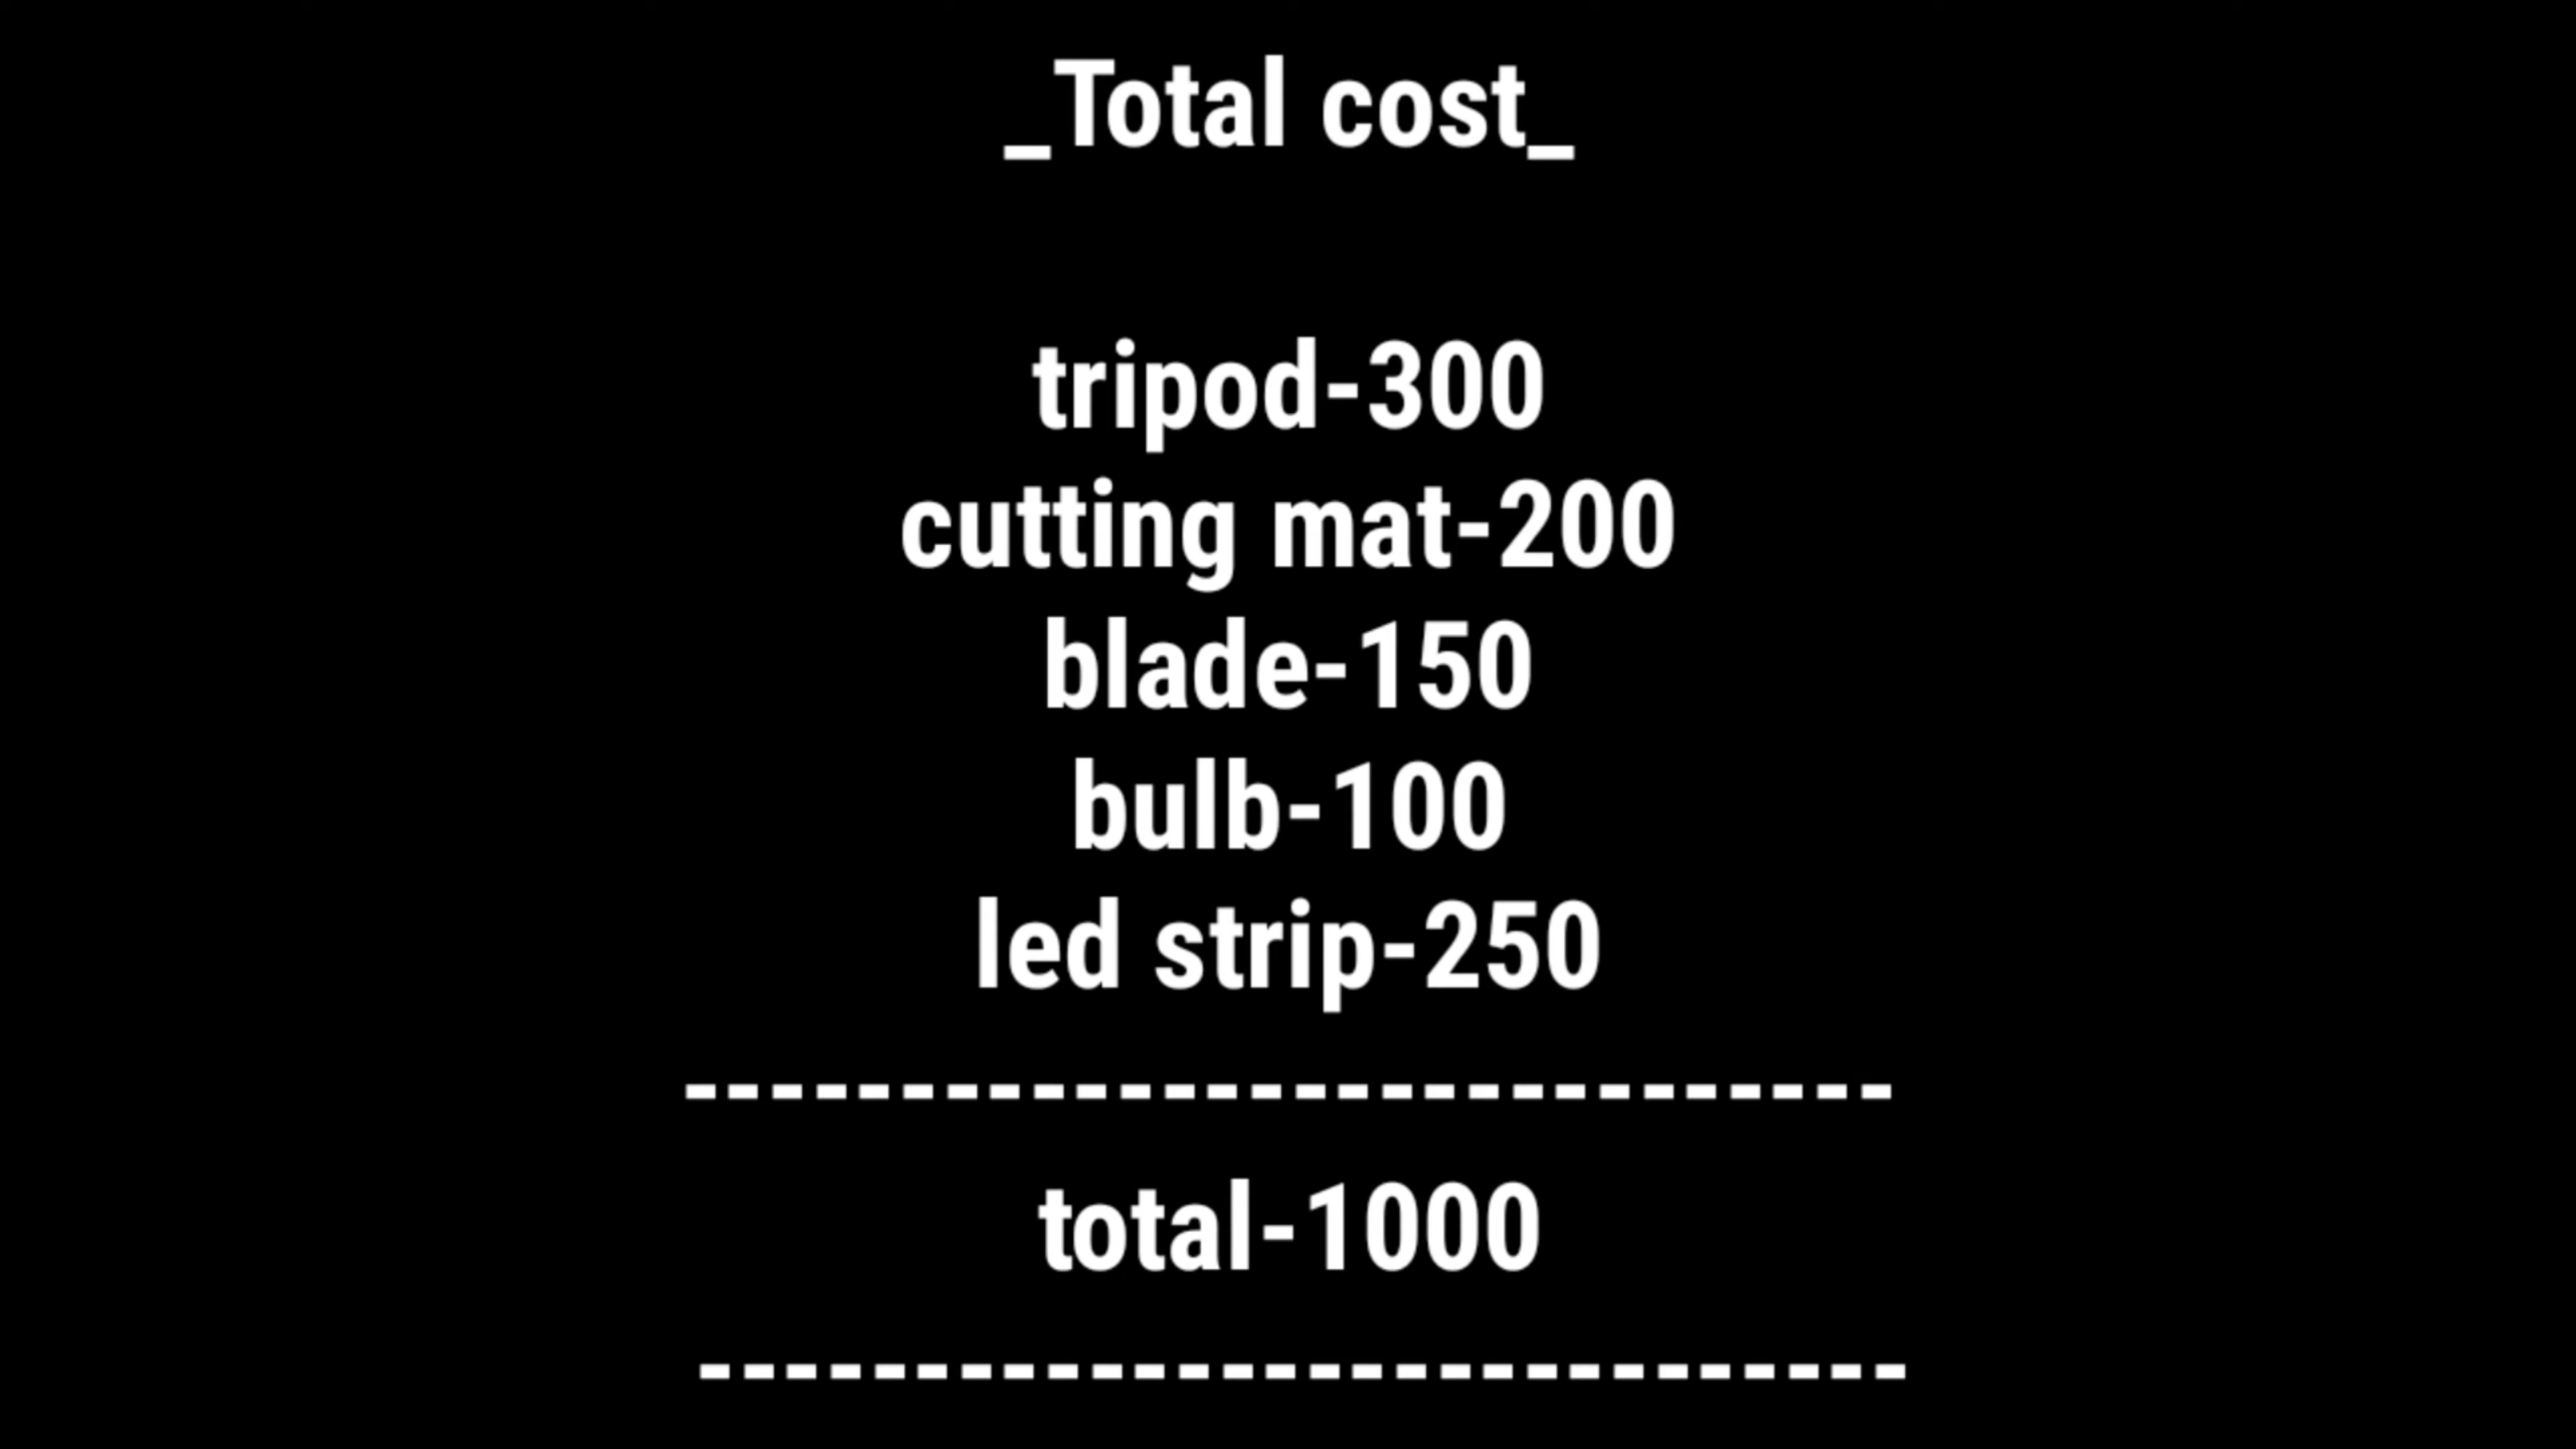 _Total cost_
tripod-300
cutting mat-200
blade-150
bulb-100
led strip-250
----------------------------
total-1000
----------------------------